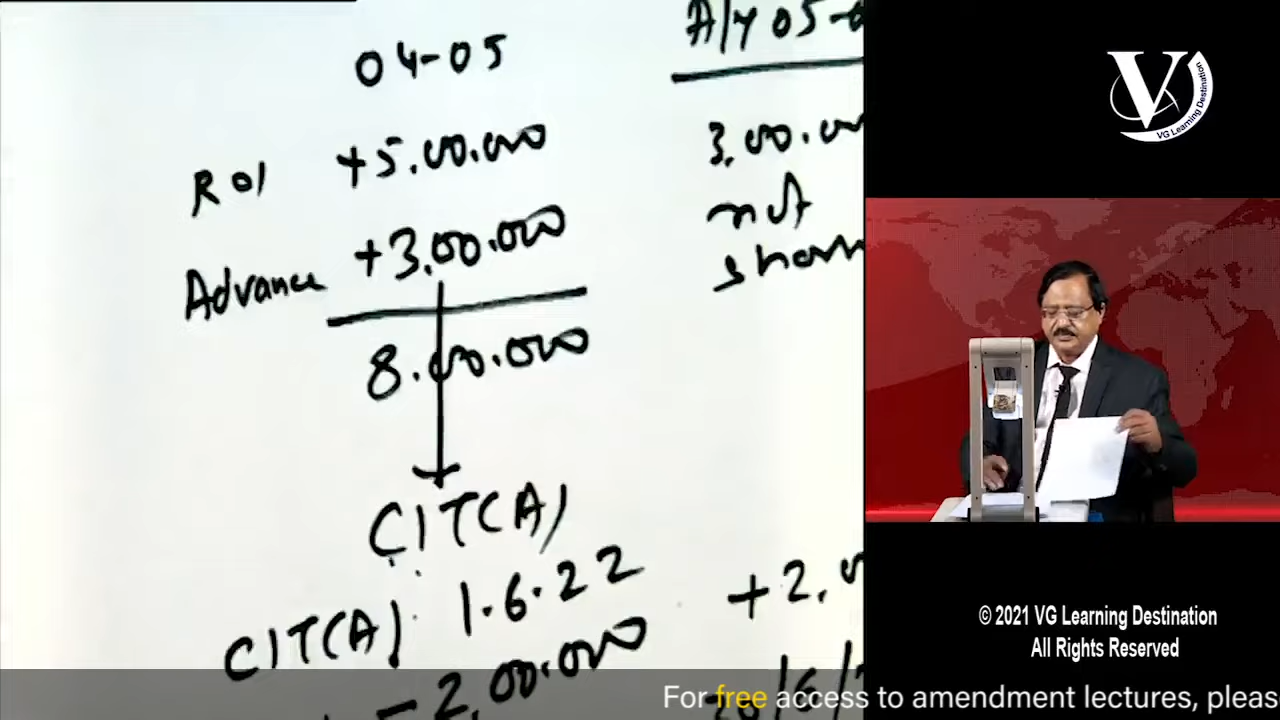 04-05
A/Y 05-0
ROI +5.00.000
3.00.00
Advance +3.00.000
not
shown
8.00.000
CIT(A)
CIT(A) 1.6.22
+2.0
-2.00.000
V
VG Learning Destination
© 2021 VG Learning Destination
All Rights Reserved
For free access to amendment lectures, pleas